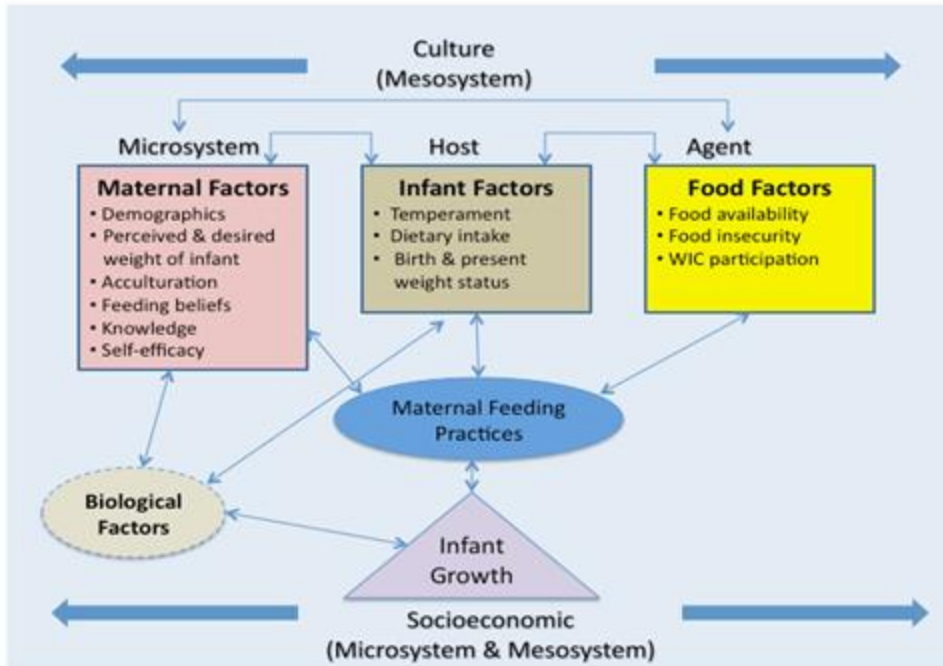 Culture
(Mesosystem)
Microsystem
Host
Agent
Maternal Factors
• Demographics
• Perceived & desired
weight of infant
• Acculturation
• Feeding beliefs
• Knowledge
• Self-efficacy
Infant Factors
• Temperament
• Dietary intake
• Birth & present
weight status
Food Factors
• Food availability
• Food insecurity
• WIC participation
Maternal Feeding
Practices
Biological
Factors
Infant
Growth
Socioeconomic
(Microsystem & Mesosystem)